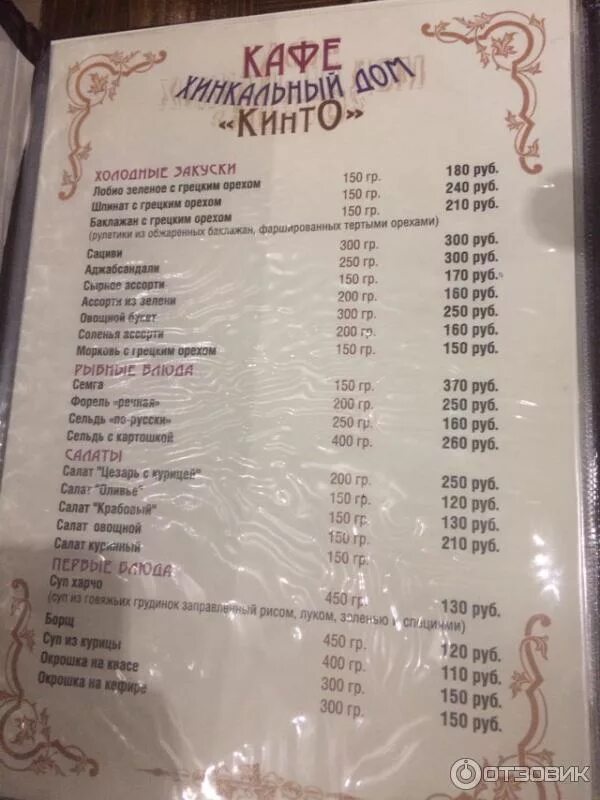 КАФЕ
ХИНКАЛЬНЫЙ ДОМ
«КИНТО»
ХОЛОДНЫЕ ЗАКУСКИ
Лобио зеленое с грецким орехом 150 гр. 180 руб.
Шпинат с грецким орехом 150 гр. 240 руб.
Баклажан с грецким орехом 150 гр. 210 руб.
(рулетики из обжаренных баклажан, фаршированных тертыми орехами)
Сациви 300 гр. 300 руб.
Аджабсандали 250 гр. 300 руб.
Сырное ассорти 150 гр. 170 руб.
Ассорти из зелени 200 гр. 160 руб.
Овощной букет 300 гр. 250 руб.
Соленья ассорти 200 гр. 160 руб.
Морковь с грецким орехом 150 гр. 150 руб.
РЫБНЫЕ БЛЮДА
Семга 150 гр. 370 руб.
Форель «речная» 200 гр. 250 руб.
Сельдь «по-русски» 250 гр. 160 руб.
Сельдь с картошкой 400 гр. 260 руб.
САЛАТЫ
Салат "Цезарь с курицей" 200 гр. 250 руб.
Салат "Оливье" 150 гр. 120 руб.
Салат "Крабовый" 150 гр. 130 руб.
Салат овощной 150 гр. 210 руб.
Салат куриный 150 гр.
ПЕРВЫЕ БЛЮДА
Суп харчо 450 гр. 130 руб.
(суп из говяжьих грудинок заправленный рисом, луком, зеленью и специями)
Борщ 450 гр. 120 руб.
Суп из курицы 400 гр. 110 руб.
Окрошка на квасе 300 гр. 150 руб.
Окрошка на кефире 300 гр. 150 руб.
ОТЗОВИК